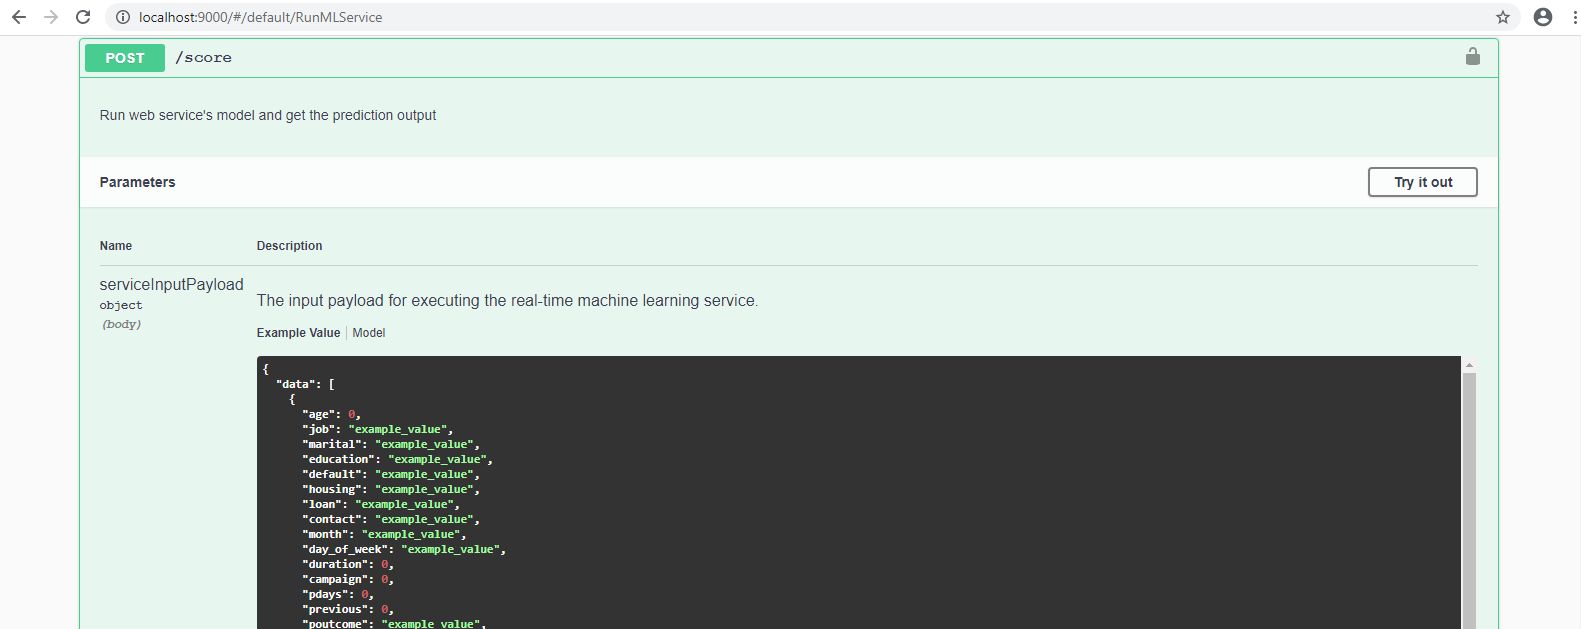 localhost:9000/#/default/RunMLService
POST /score
Run web service's model and get the prediction output
Parameters
Try it out
Name Description
serviceInputPayload
object
(body)
The input payload for executing the real-time machine learning service.
Example Value | Model
{
"data": [
{
"age": 0,
"job": "example_value",
"marital": "example_value",
"education": "example_value",
"default": "example_value",
"housing": "example_value",
"loan": "example_value",
"contact": "example_value",
"month": "example_value",
"day_of_week": "example_value",
"duration": 0,
"campaign": 0,
"pdays": 0,
"previous": 0,
"poutcome": "example_value",